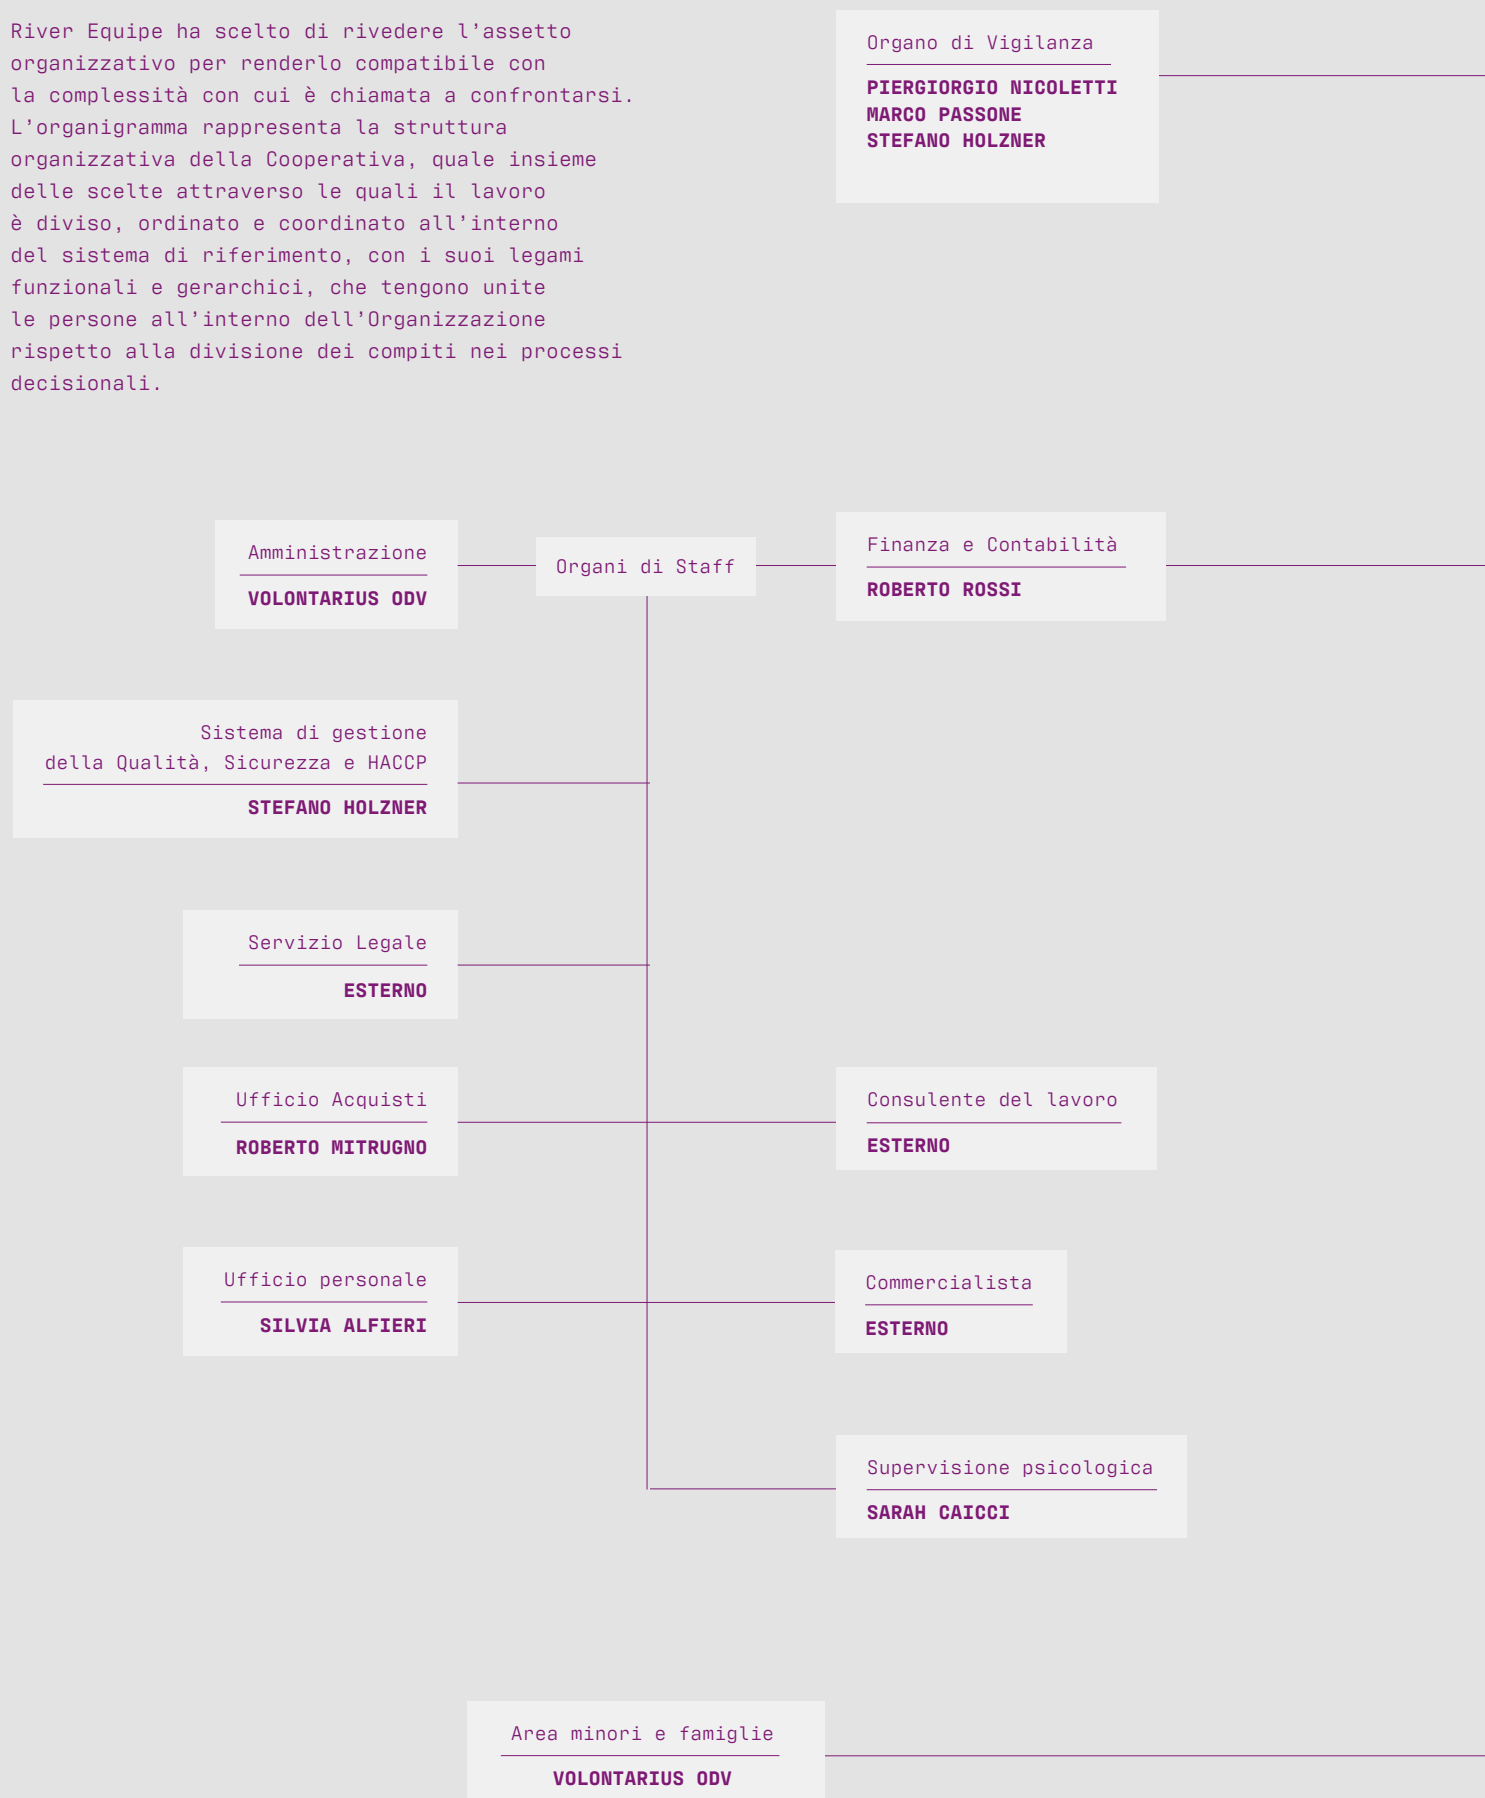 River Equipe ha scelto di rivedere l’assetto
organizzativo per renderlo compatibile con
la complessità con cui è chiamata a confrontarsi.
L’organigramma rappresenta la struttura
organizzativa della Cooperativa, quale insieme
delle scelte attraverso le quali il lavoro
è diviso, ordinato e coordinato all’interno
del sistema di riferimento, con i suoi legami
funzionali e gerarchici, che tengono unite
le persone all’interno dell’Organizzazione
rispetto alla divisione dei compiti nei processi
decisionali.
Organo di Vigilanza
PIERGIORGIO NICOLETTI
MARCO PASSONE
STEFANO HOLZNER
Amministrazione
VOLONTARIUS ODV
Organi di Staff
Finanza e Contabilità
ROBERTO ROSSI
Sistema di gestione
della Qualità, Sicurezza e HACCP
STEFANO HOLZNER
Servizio Legale
ESTERNO
Ufficio Acquisti
ROBERTO MITRUGNO
Consulente del lavoro
ESTERNO
Ufficio personale
SILVIA ALFIERI
Commercialista
ESTERNO
Supervisione psicologica
SARAH CAICCI
Area minori e famiglie
VOLONTARIUS ODV